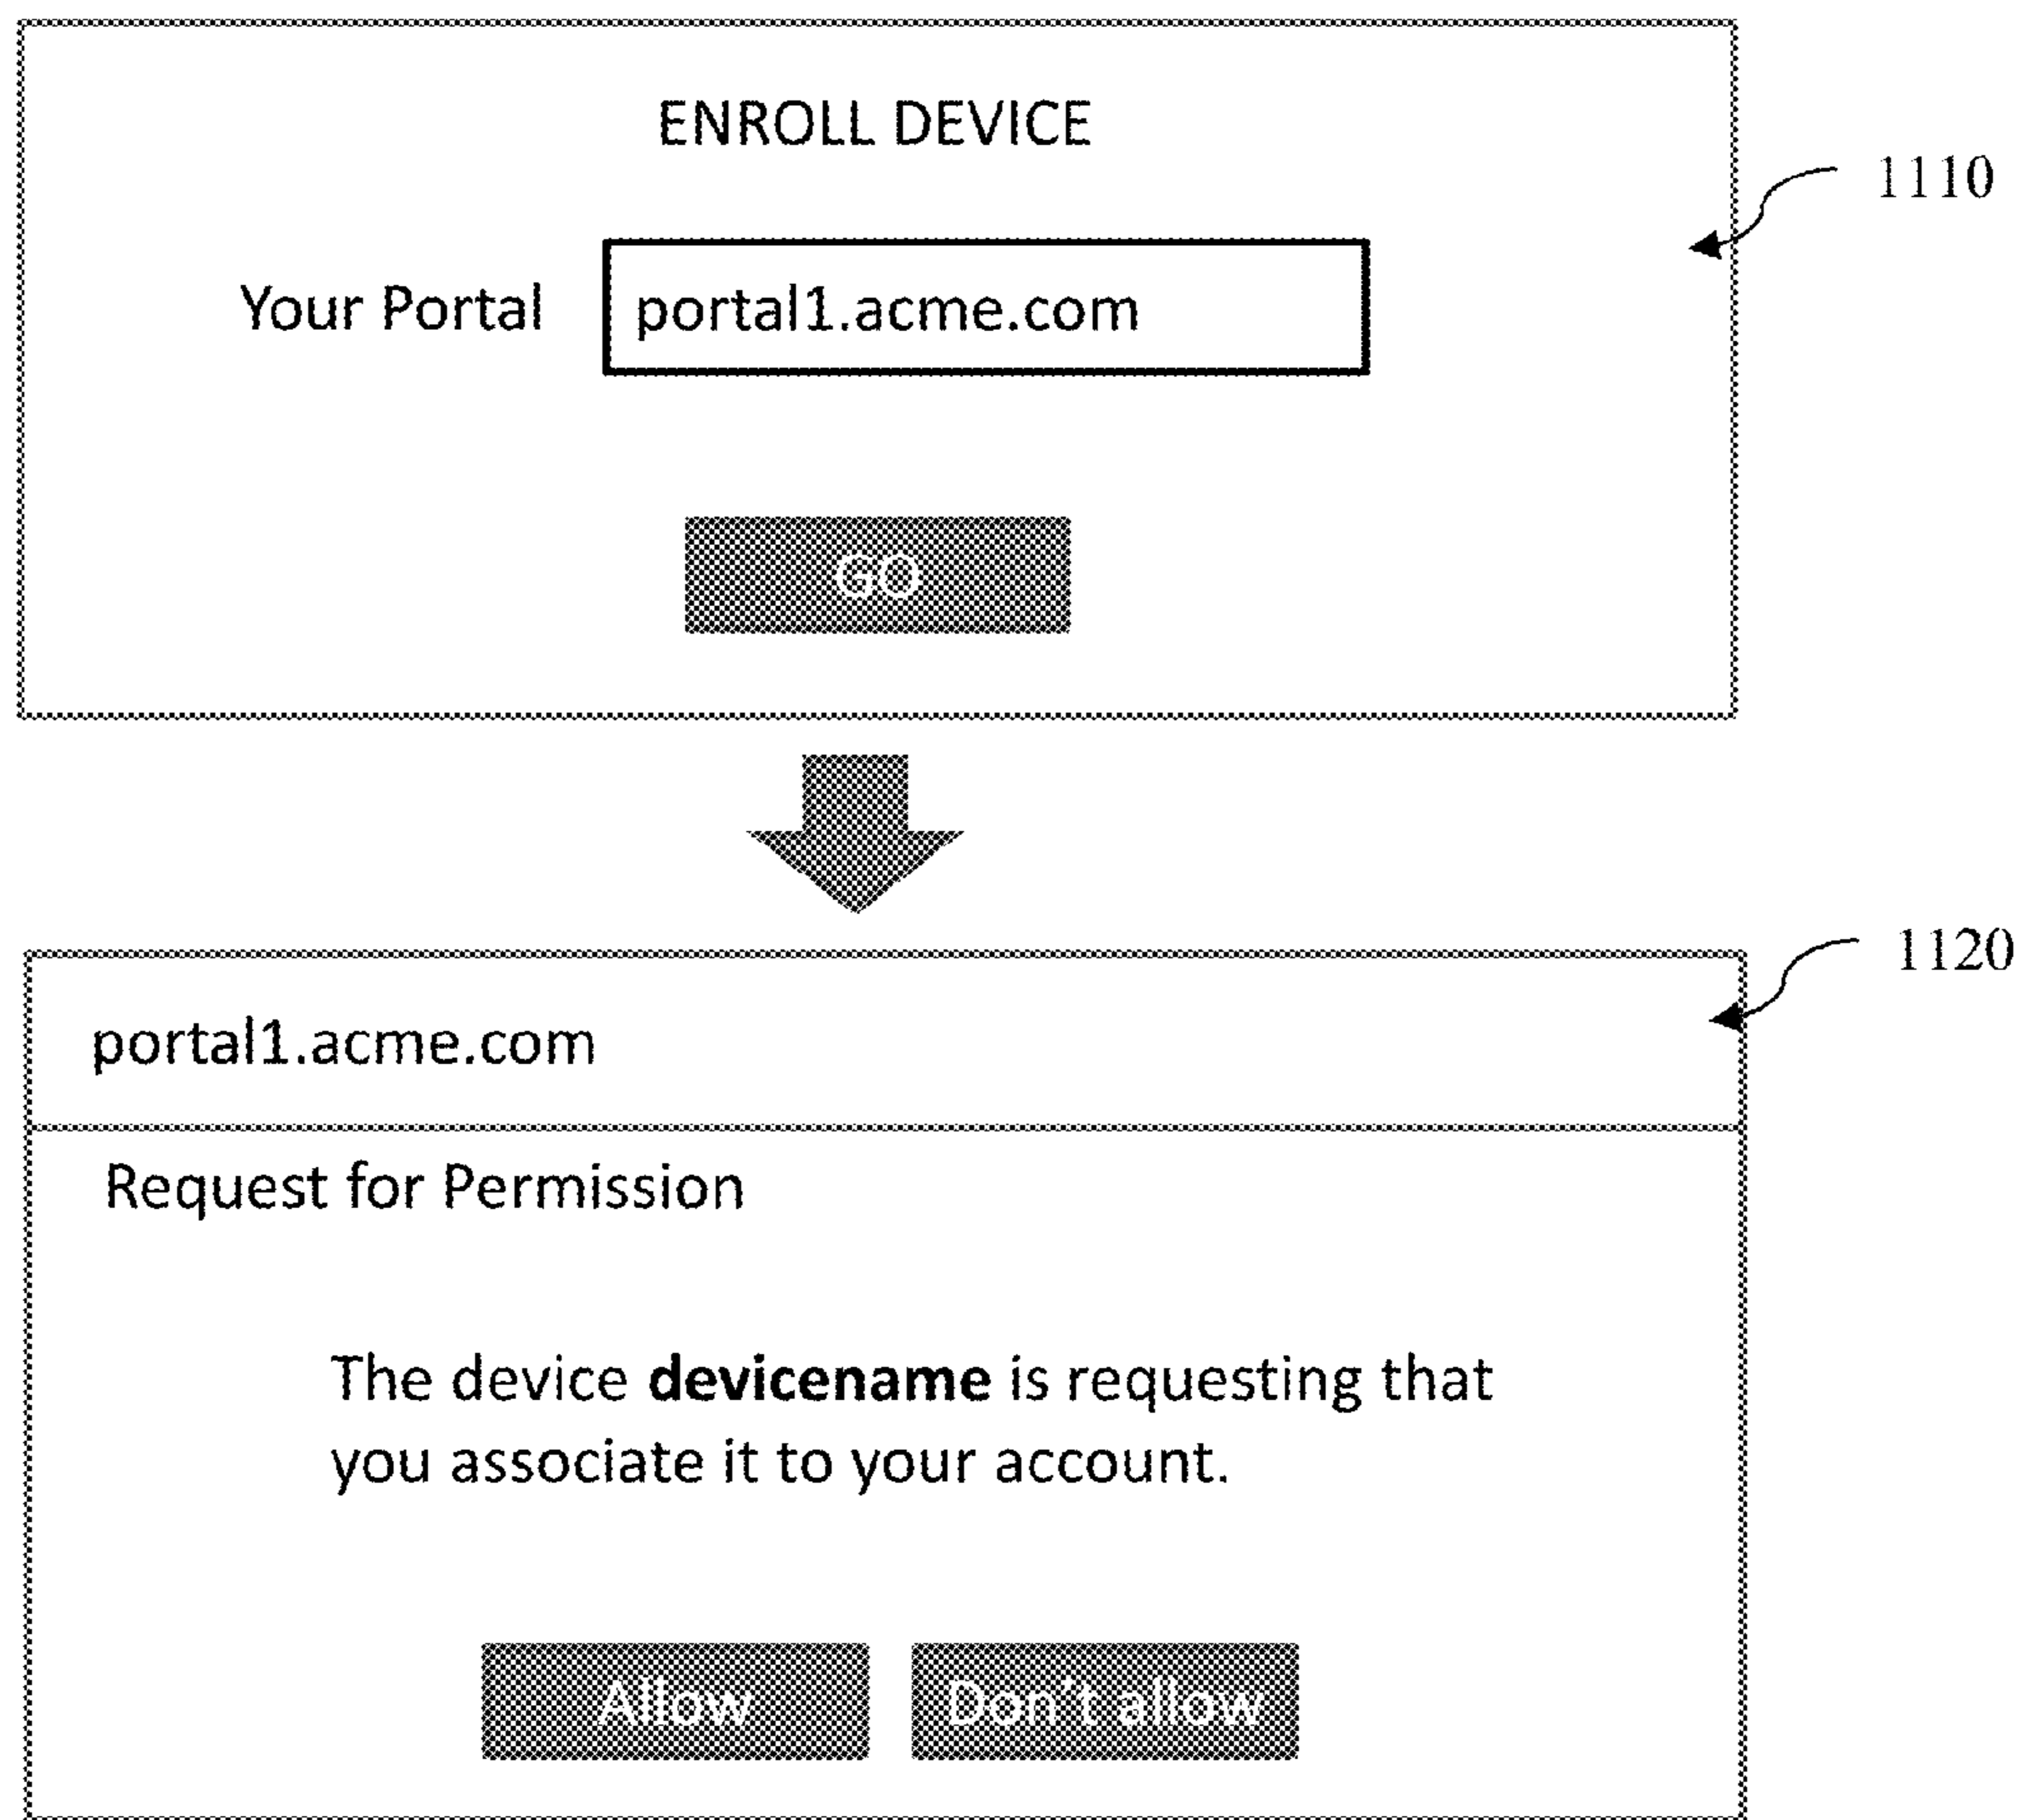 ENROLL DEVICE
1110
Your Portal portal1.acme.com
GO
1120
portal1.acme.com
Request for Permission
The device devicename is requesting that
you associate it to your account.
Allow Don't allow